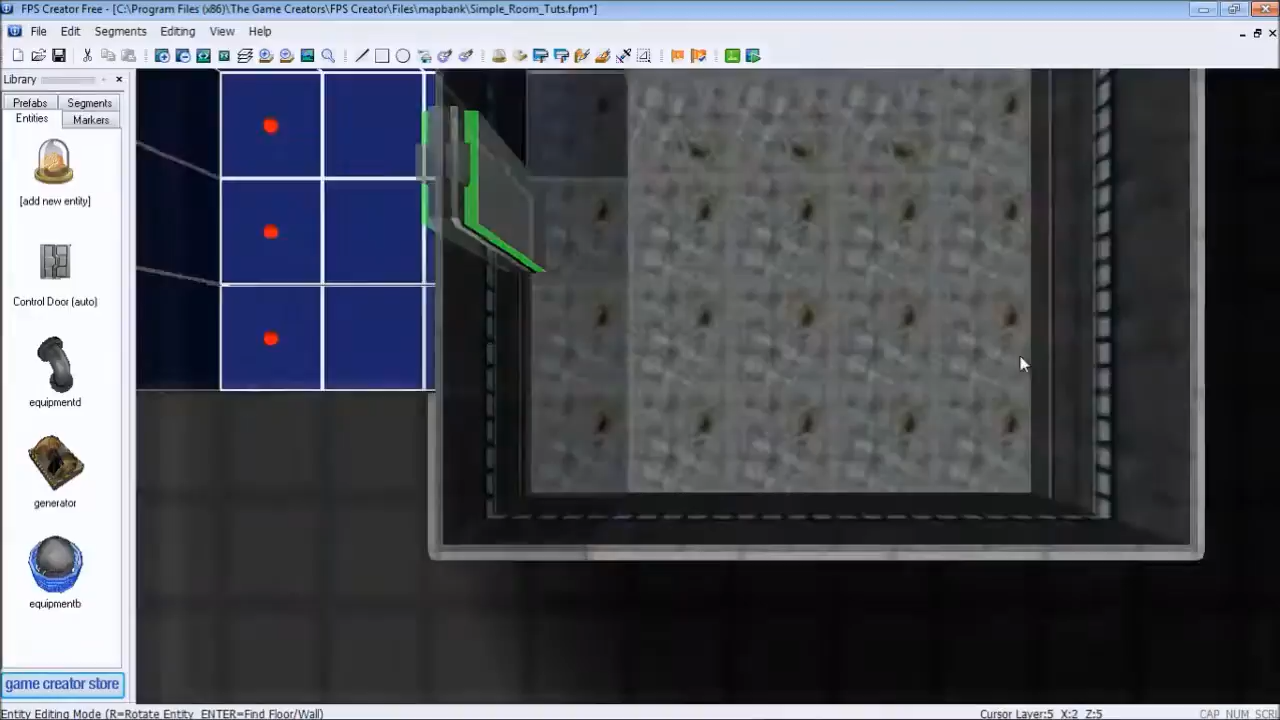 FPS Creator Free - [C:\Program Files (x86)\The Game Creators\FPS Creator\Files\mapbank\Simple_Room_Tuts.fpm*]
File Edit Segments Editing View Help
Library
Prefabs Segments
Entities Markers
[add new entity]
Control Door (auto)
equipmentd
generator
equipmentb
game creator store
Entity Editing Mode (R=Rotate Entity ENTER=Find Floor/Wall) Cursor Layer:5 X:2 Z:5 CAP NUM SCRL